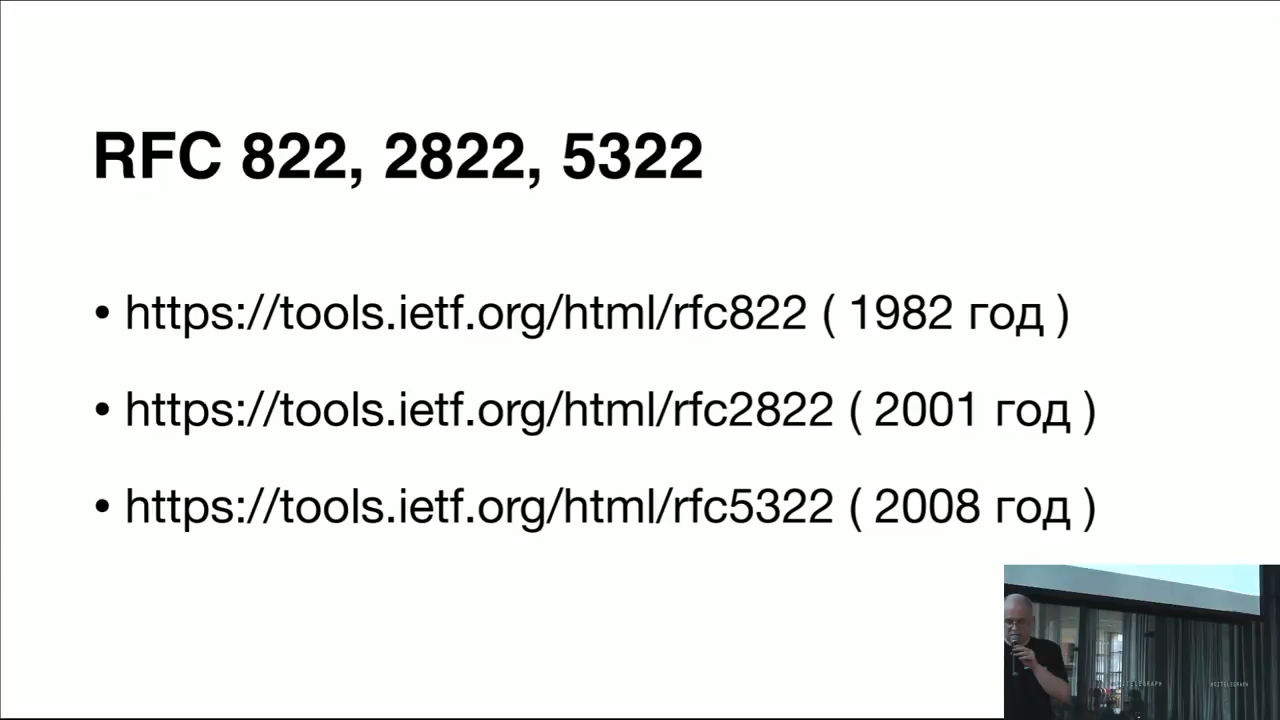 RFC 822, 2822, 5322
• https://tools.ietf.org/html/rfc822 ( 1982 год )
• https://tools.ietf.org/html/rfc2822 ( 2001 год )
• https://tools.ietf.org/html/rfc5322 ( 2008 год )